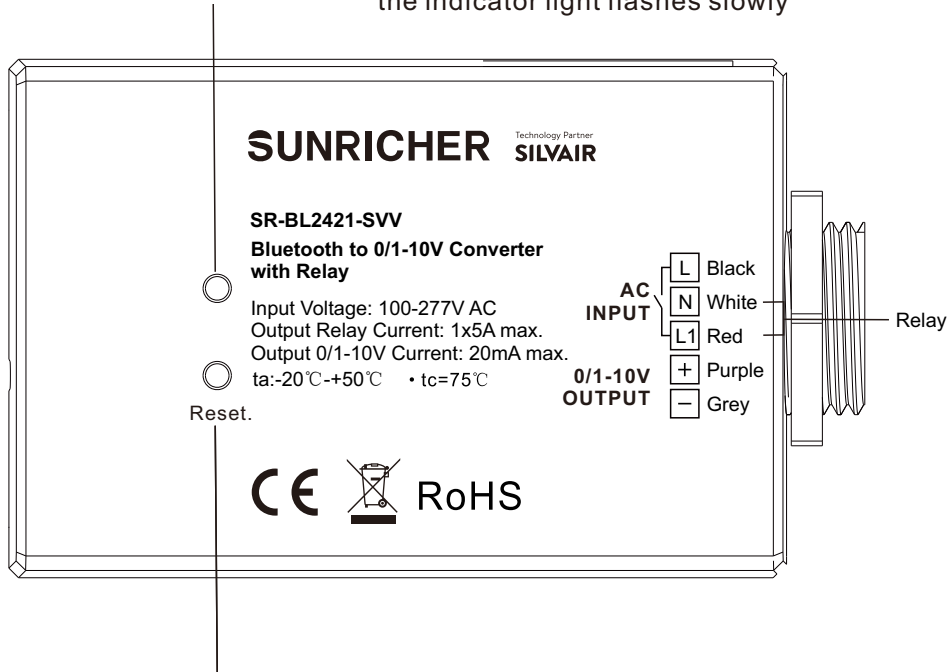 the indicator light flashes slowly
SUNRICHER
Technology Partner
SILVAIR
SR-BL2421-SVV
Bluetooth to 0/1-10V Converter
with Relay
Input Voltage: 100-277V AC
Output Relay Current: 1x5A max.
Output 0/1-10V Current: 20mA max.
ta:-20℃-+50℃ • tc=75℃
Reset.
AC
INPUT
L Black
N White
L1 Red
Relay
0/1-10V
OUTPUT
+ Purple
− Grey
CE RoHS